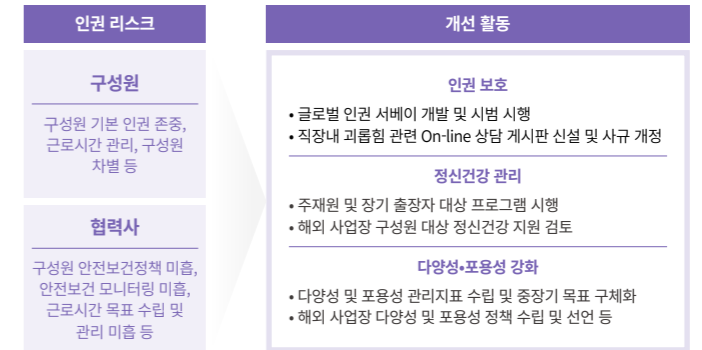 인권 리스크
구성원
구성원 기본 인권 존중,
근로시간 관리, 구성원
차별 등
협력사
구성원 안전보건정책 미흡,
안전보건 모니터링 미흡,
근로시간 목표 수립 및
관리 미흡 등
개선 활동
인권 보호
• 글로벌 인권 서베이 개발 및 시범 시행
• 직장내 괴롭힘 관련 On-line 상담 게시판 신설 및 사규 개정
정신건강 관리
• 주재원 및 장기 출장자 대상 프로그램 시행
• 해외 사업장 구성원 대상 정신건강 지원 검토
다양성•포용성 강화
• 다양성 및 포용성 관리지표 수립 및 중장기 목표 구체화
• 해외 사업장 다양성 및 포용성 정책 수립 및 선언 등